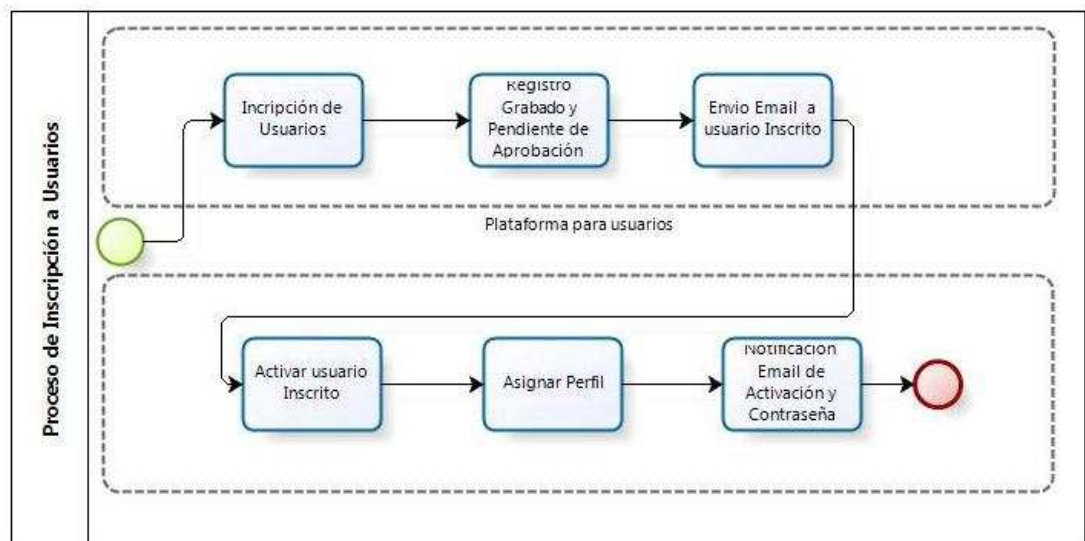 Proceso de Inscripción a Usuarios
Incripción de
Usuarios
Registro
Grabado y
Pendiente de
Aprobación
Envio Email a
usuario Inscrito
Plataforma para usuarios
Activar usuario
Inscrito
Asignar Perfil
Notificación
Email de
Activación y
Contraseña